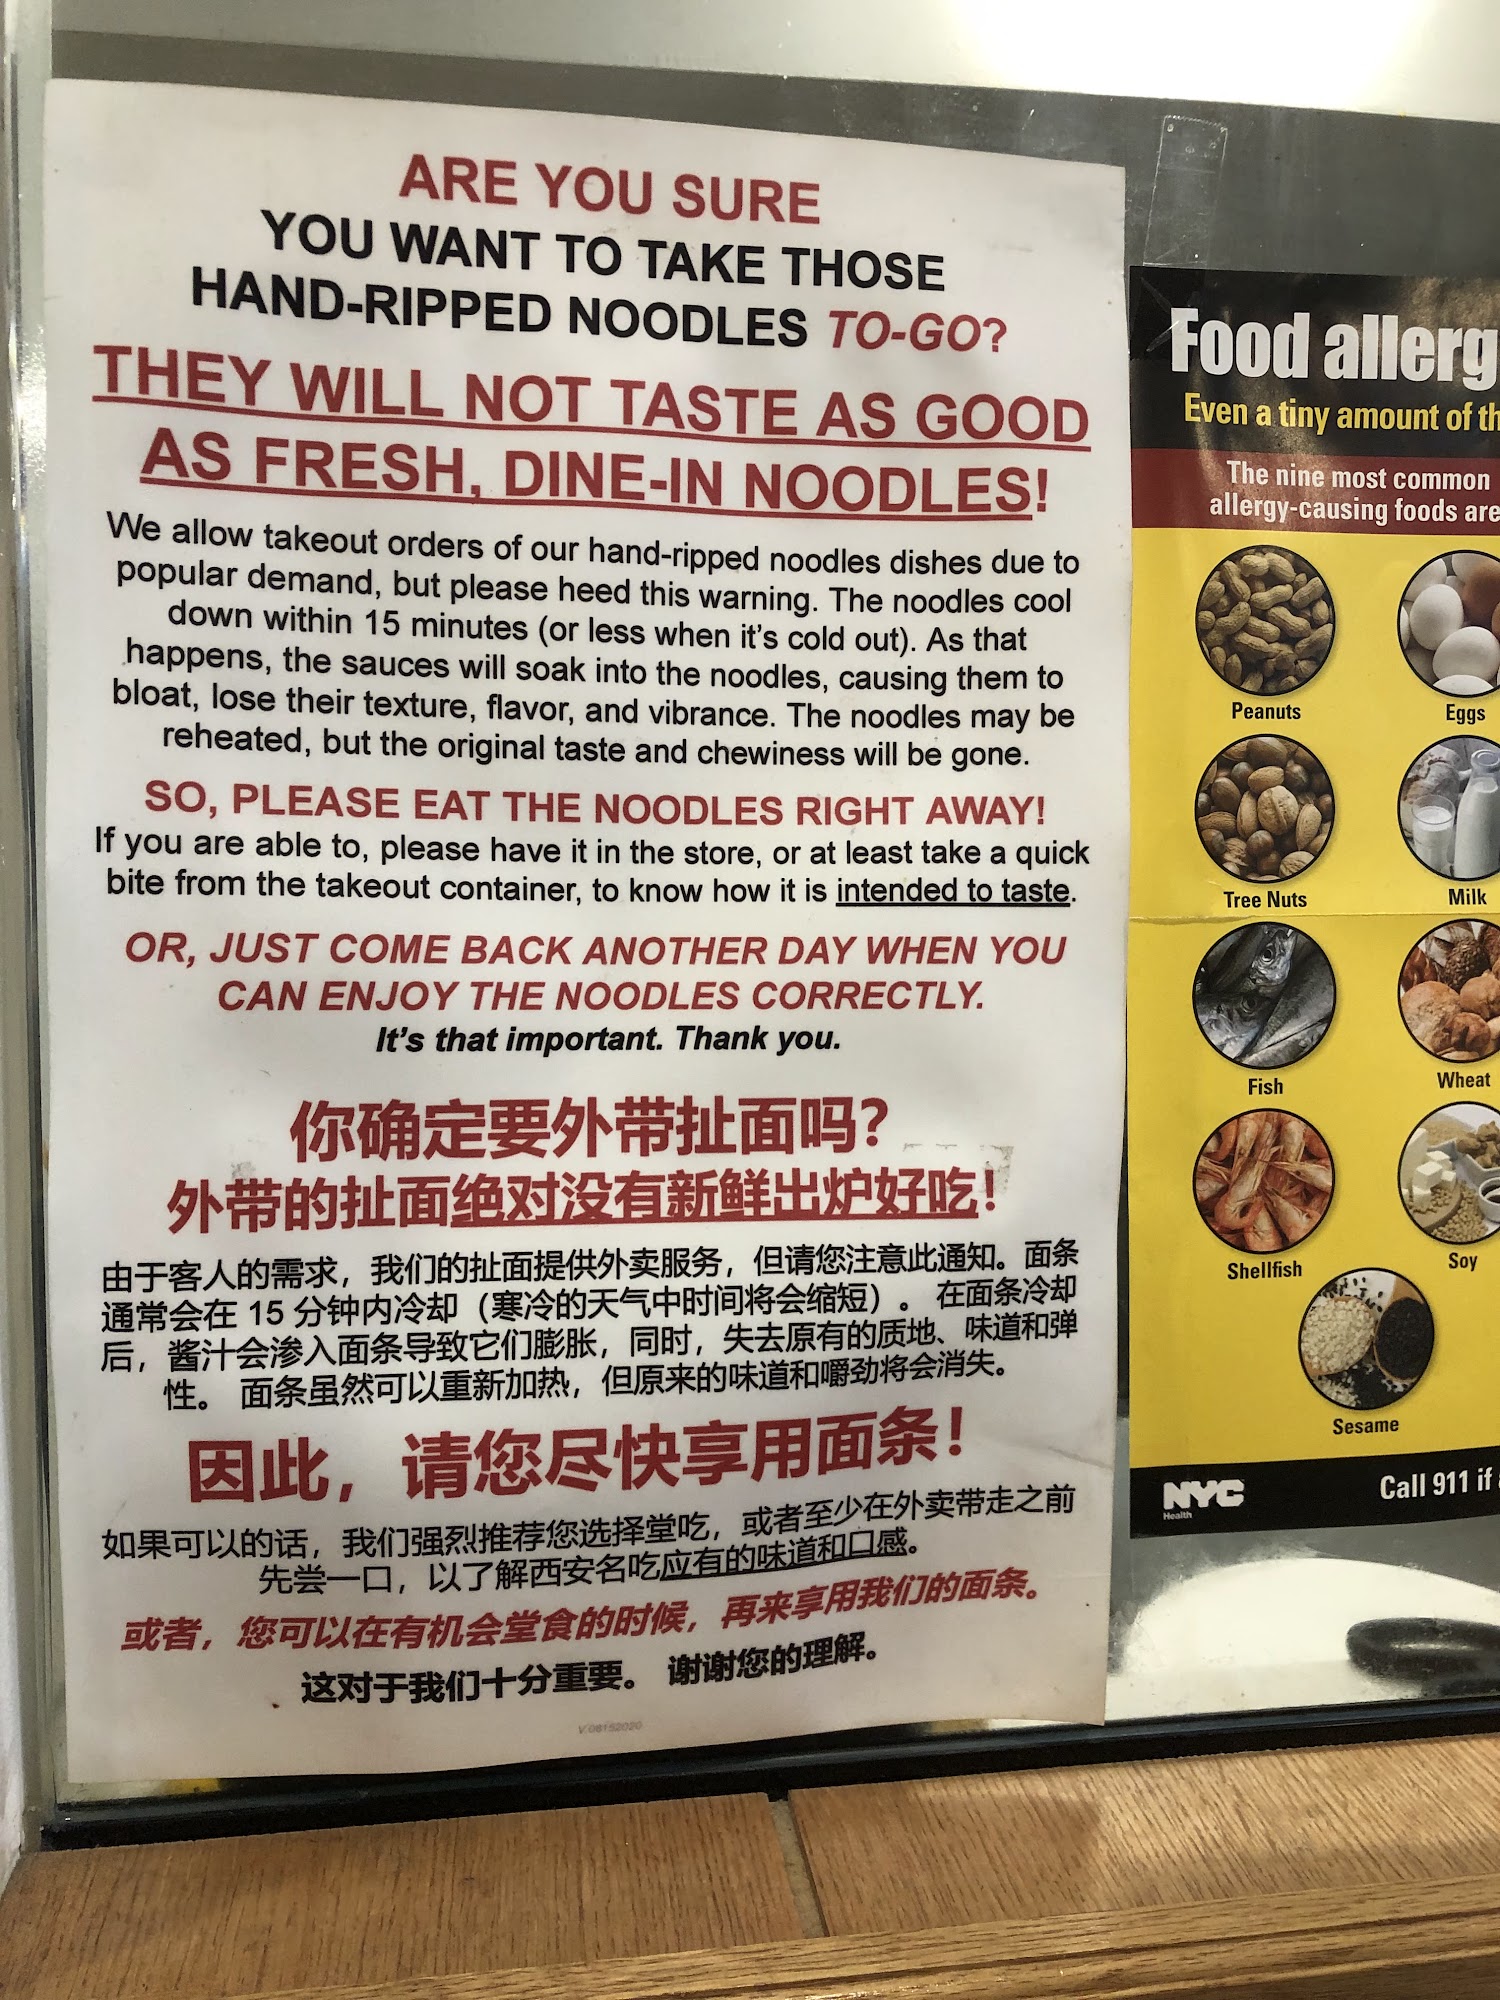 ARE YOU SURE
YOU WANT TO TAKE THOSE
HAND-RIPPED NOODLES TO-GO?
THEY WILL NOT TASTE AS GOOD
AS FRESH, DINE-IN NOODLES!
We allow takeout orders of our hand-ripped noodles dishes due to
popular demand, but please heed this warning. The noodles cool
down within 15 minutes (or less when it's cold out). As that
happens, the sauces will soak into the noodles, causing them to
bloat, lose their texture, flavor, and vibrance. The noodles may be
reheated, but the original taste and chewiness will be gone.
SO, PLEASE EAT THE NOODLES RIGHT AWAY!
If you are able to, please have it in the store, or at least take a quick
bite from the takeout container, to know how it is intended to taste.
OR, JUST COME BACK ANOTHER DAY WHEN YOU
CAN ENJOY THE NOODLES CORRECTLY.
It's that important. Thank you.
你确定要外带扯面吗？
外带的扯面绝对没有新鲜出炉好吃！
由于客人的需求，我们的扯面提供外卖服务，但请您注意此通知。面条
通常会在 15 分钟内冷却（寒冷的天气中时间将会缩短）。 在面条冷却
后，酱汁会渗入面条导致它们膨胀，同时，失去原有的质地、味道和弹
性。 面条虽然可以重新加热，但原来的味道和嚼劲将会消失。
因此，请您尽快享用面条！
如果可以的话，我们强烈推荐您选择堂吃，或者至少在外卖带走之前
先尝一口，以了解西安名吃应有的味道和口感。
或者，您可以在有机会堂食的时候，再来享用我们的面条。
这对于我们十分重要。 谢谢您的理解。
V.08152020
Food allerg
Even a tiny amount of th
The nine most common
allergy-causing foods are
Peanuts
Eggs
Tree Nuts
Milk
Fish
Wheat
Shellfish
Soy
Sesame
NYC
Health
Call 911 if